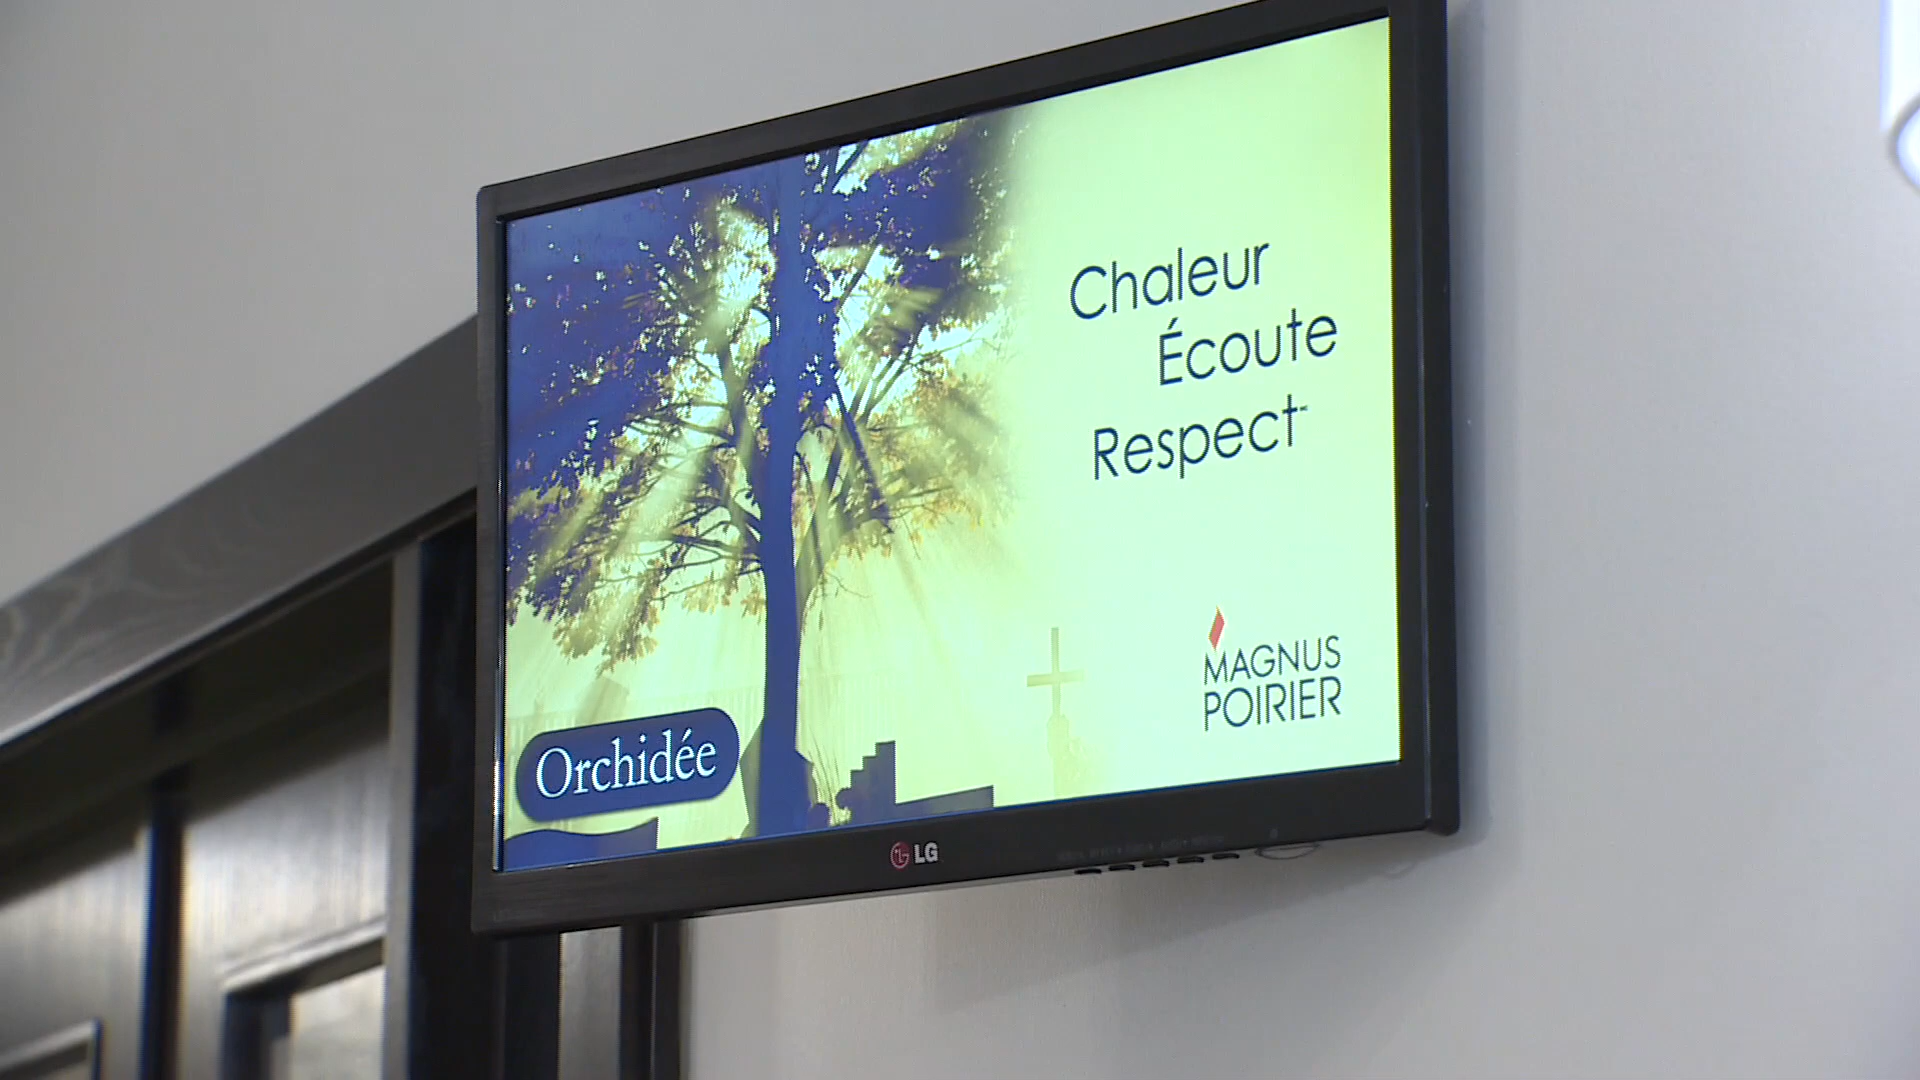 Chaleur
Écoute
Respect
MAGNUS
POIRIER
Orchidée
LG